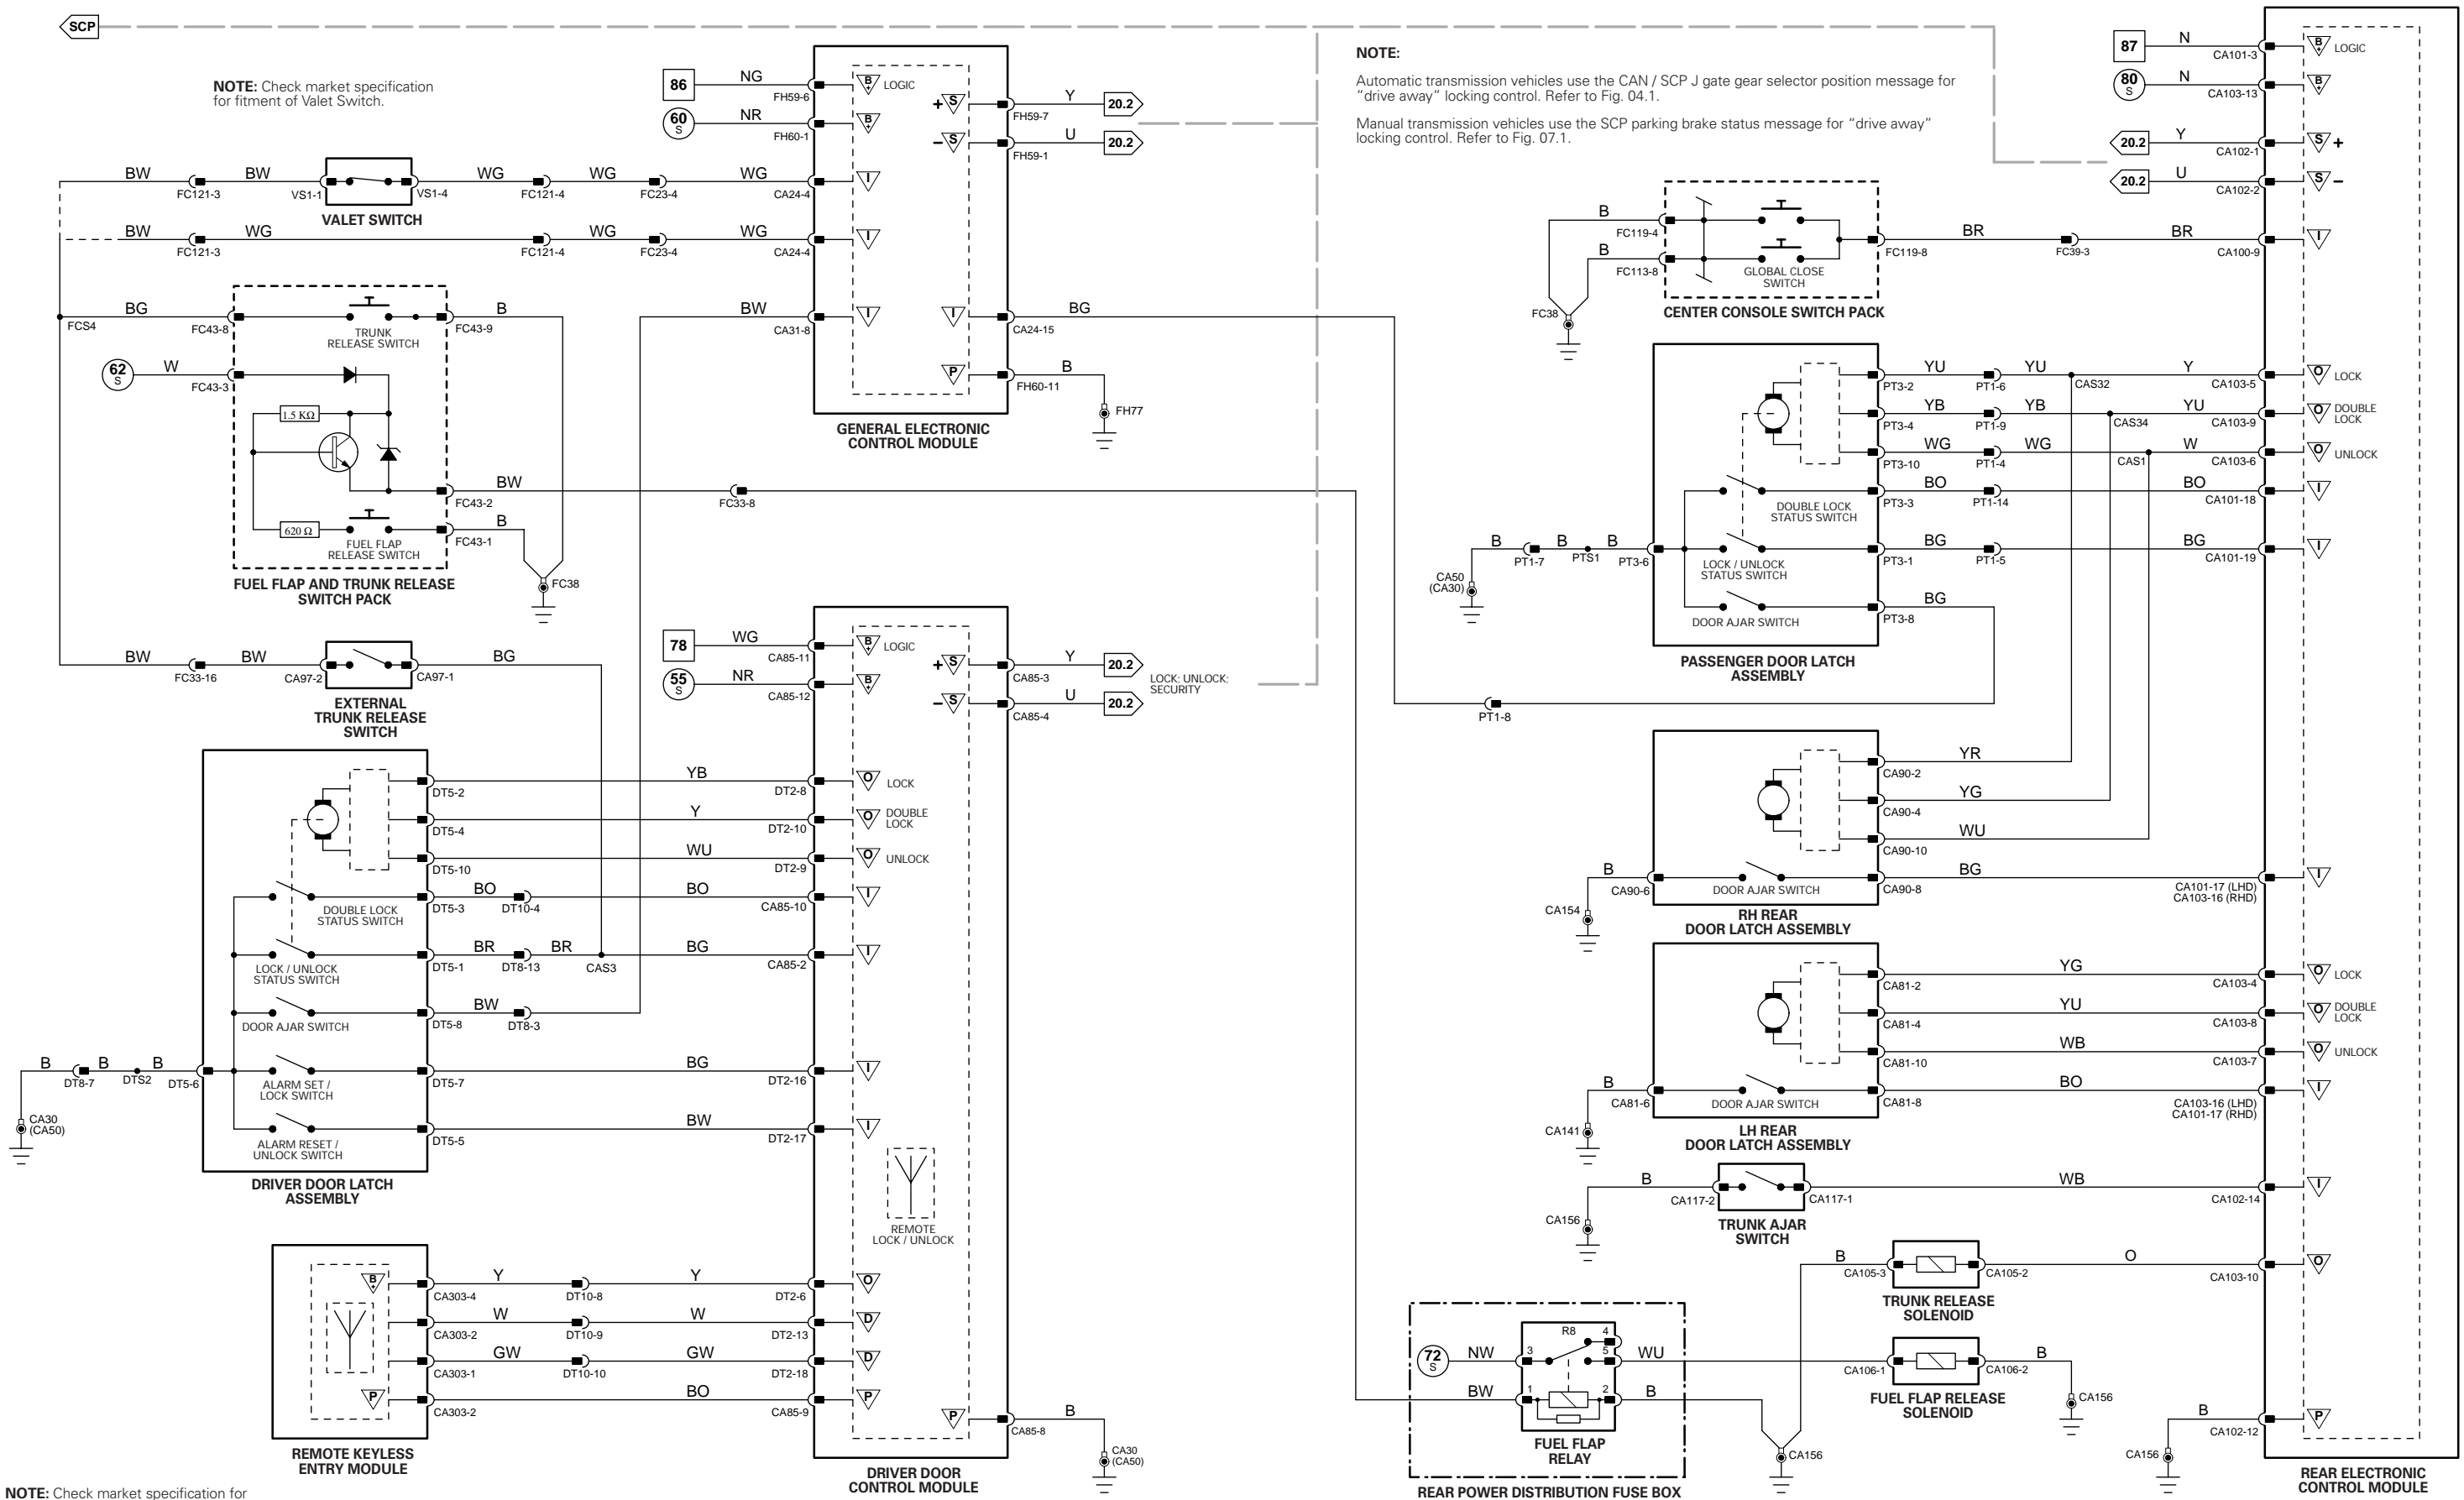 SCP
NOTE: Check market specification
for fitment of Valet Switch.
86
NG
FH59-6
B+
LOGIC
60
S
NR
FH60-1
B+
+
S
Y
FH59-7
20.2
–
S
U
FH59-1
20.2
NOTE:
Automatic transmission vehicles use the CAN / SCP J gate gear selector position message for
“drive away” locking control. Refer to Fig. 04.1.
Manual transmission vehicles use the SCP parking brake status message for “drive away”
locking control. Refer to Fig. 07.1.
BW
FC121-3
BW
VS1-1
VS1-4
VALET SWITCH
WG
FC121-4
WG
FC23-4
WG
CA24-4
I
BW
FC121-3
WG
FC121-4
WG
FC23-4
WG
CA24-4
I
FCS4
BG
FC43-8
TRUNK
RELEASE SWITCH
FC43-9
B
62
S
W
FC43-3
1.5 KΩ
FC43-2
BW
FC33-8
620 Ω
FUEL FLAP
RELEASE SWITCH
FC43-1
B
FC38
FUEL FLAP AND TRUNK RELEASE
SWITCH PACK
BW
CA31-8
I
I
CA24-15
BG
P
FH60-11
B
FH77
GENERAL ELECTRONIC
CONTROL MODULE
BW
FC33-16
BW
CA97-2
CA97-1
BG
EXTERNAL
TRUNK RELEASE
SWITCH
78
WG
CA85-11
B+
LOGIC
55
S
NR
CA85-12
B+
+
S
Y
CA85-3
20.2
–
S
U
CA85-4
20.2
LOCK; UNLOCK;
SECURITY
DT5-2
YB
DT2-8
O
LOCK
DT5-4
Y
DT2-10
O
DOUBLE
LOCK
DT5-10
WU
DT2-9
O
UNLOCK
DOUBLE LOCK
STATUS SWITCH
DT5-3
BO
DT10-4
BO
CA85-10
I
LOCK / UNLOCK
STATUS SWITCH
DT5-1
BR
DT8-13
BR
CAS3
BG
CA85-2
I
DOOR AJAR SWITCH
DT5-8
BW
DT8-3
B
DT8-7
B
DTS2
B
DT5-6
ALARM SET /
LOCK SWITCH
DT5-7
BG
DT2-16
I
CA30
(CA50)
ALARM RESET /
UNLOCK SWITCH
DT5-5
BW
DT2-17
I
DRIVER DOOR LATCH
ASSEMBLY
REMOTE
LOCK / UNLOCK
B+
CA303-4
Y
DT10-8
Y
DT2-6
O
CA303-2
W
DT10-9
W
DT2-13
D
CA303-1
GW
DT10-10
GW
DT2-18
D
P
CA303-2
BO
CA85-9
P
REMOTE KEYLESS
ENTRY MODULE
P
CA85-8
B
CA30
(CA50)
DRIVER DOOR
CONTROL MODULE
NOTE: Check market specification for
87
N
CA101-3
B+
LOGIC
80
S
N
CA103-13
B+
20.2
Y
CA102-1
S
+
20.2
U
CA102-2
S
–
B
FC119-4
B
FC113-8
FC38
GLOBAL CLOSE
SWITCH
FC119-8
BR
FC39-3
BR
CA100-9
I
CENTER CONSOLE SWITCH PACK
PT3-2
YU
PT1-6
YU
CAS32
Y
CA103-5
O
LOCK
PT3-4
YB
PT1-9
YB
CAS34
YU
CA103-9
O
DOUBLE
LOCK
PT3-10
WG
PT1-4
WG
CAS1
W
CA103-6
O
UNLOCK
DOUBLE LOCK
STATUS SWITCH
PT3-3
BO
PT1-14
BO
CA101-18
I
B
PT1-7
B
PTS1
B
PT3-6
CA50
(CA30)
LOCK / UNLOCK
STATUS SWITCH
PT3-1
BG
PT1-5
BG
CA101-19
I
DOOR AJAR SWITCH
PT3-8
BG
PT1-8
PASSENGER DOOR LATCH
ASSEMBLY
CA90-2
YR
CA90-4
YG
CA90-10
WU
B
CA90-6
CA154
DOOR AJAR SWITCH
CA90-8
BG
CA101-17 (LHD)
CA103-16 (RHD)
I
RH REAR
DOOR LATCH ASSEMBLY
CA81-2
YG
CA103-4
O
LOCK
CA81-4
YU
CA103-8
O
DOUBLE
LOCK
CA81-10
WB
CA103-7
O
UNLOCK
B
CA81-6
CA141
DOOR AJAR SWITCH
CA81-8
BO
CA103-16 (LHD)
CA101-17 (RHD)
I
LH REAR
DOOR LATCH ASSEMBLY
B
CA117-2
CA156
CA117-1
WB
CA102-14
I
TRUNK AJAR
SWITCH
B
CA105-3
CA105-2
O
CA103-10
O
TRUNK RELEASE
SOLENOID
72
S
NW
3
R8
4
5
WU
CA106-1
CA106-2
B
CA156
FUEL FLAP RELEASE
SOLENOID
BW
1
2
B
CA156
FUEL FLAP
RELAY
REAR POWER DISTRIBUTION FUSE BOX
B
CA102-12
CA156
P
REAR ELECTRONIC
CONTROL MODULE